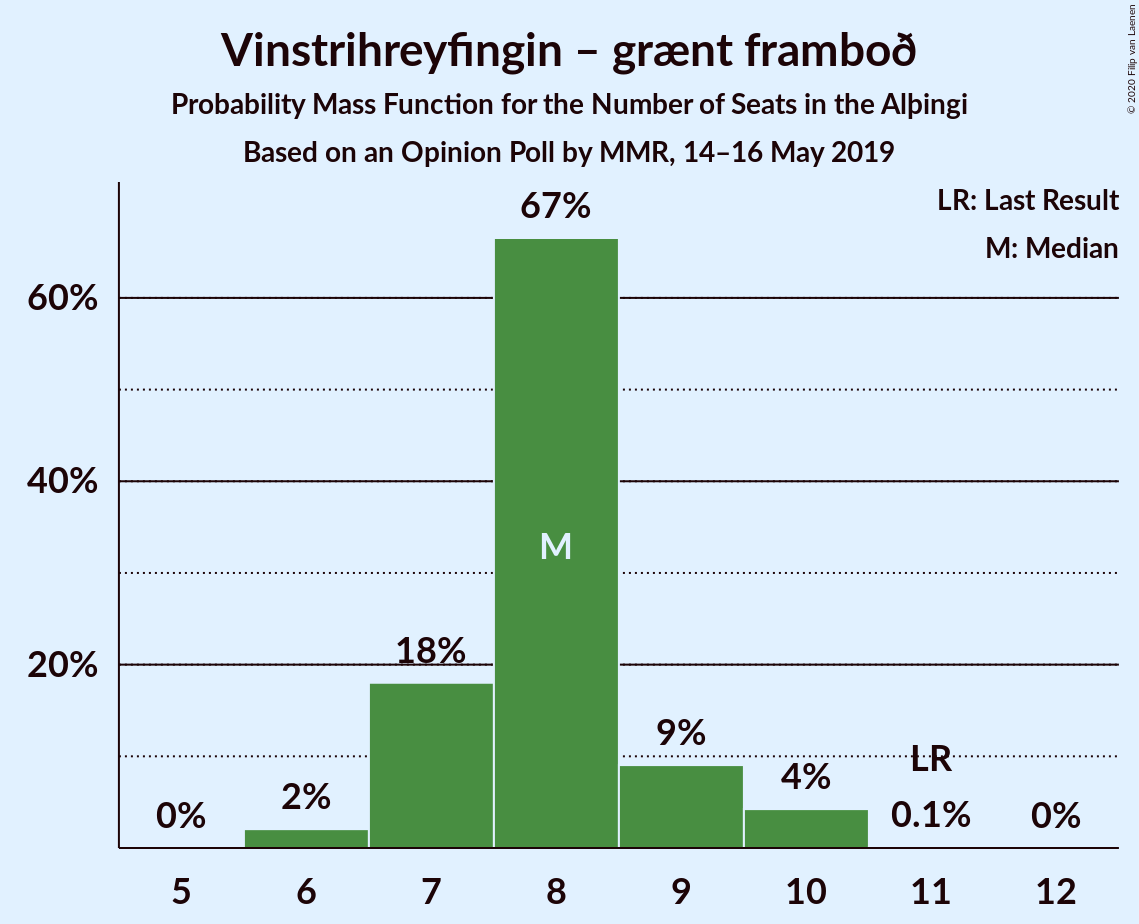 Vinstrihreyfingin – grænt framboð
Probability Mass Function for the Number of Seats in the Alþingi
Based on an Opinion Poll by MMR, 14–16 May 2019
© 2020 Filip van Laenen
LR: Last Result
M: Median
67%
60%
40%
M
20%
18%
9%
LR
4%
2%
0%
0.1%
0%
5 6 7 8 9 10 11 12